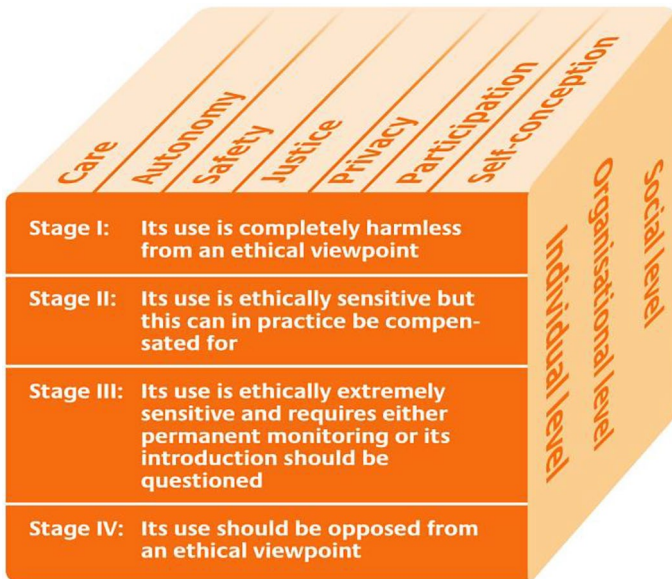 Care
Autonomy
Safety
Justice
Privacy
Participation
Self-conception
Stage I: Its use is completely harmless
from an ethical viewpoint
Stage II: Its use is ethically sensitive but
this can in practice be compen-
sated for
Stage III: Its use is ethically extremely
sensitive and requires either
permanent monitoring or its
introduction should be
questioned
Stage IV: Its use should be opposed from
an ethical viewpoint
Individual level
Organisational level
Social level